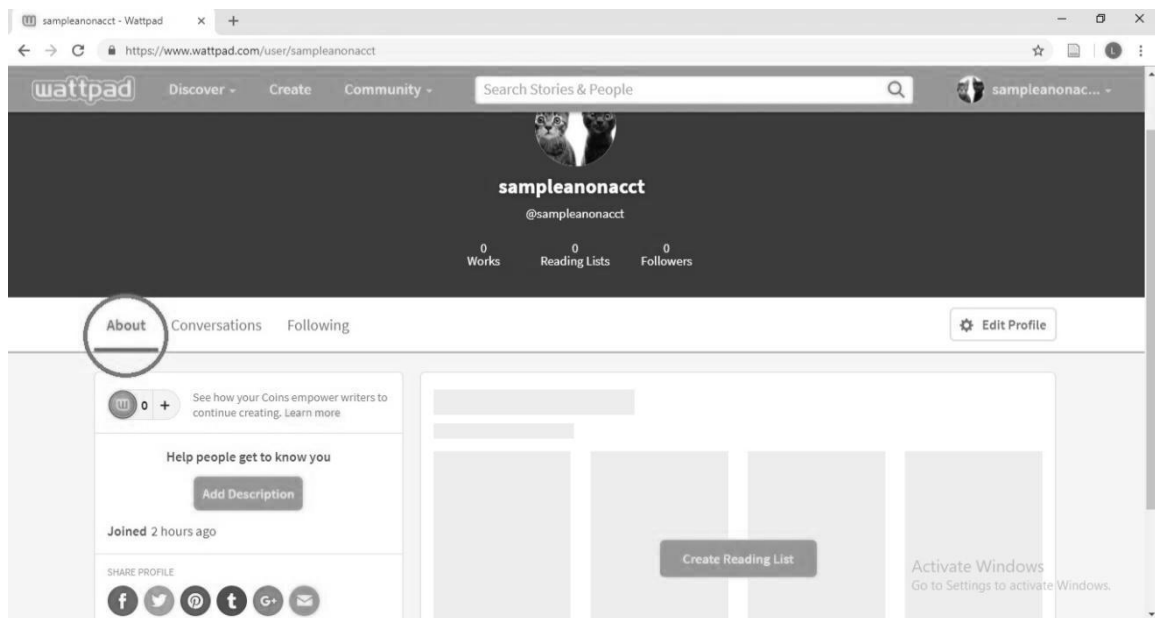 sampleanonacct - Wattpad
https://www.wattpad.com/user/sampleanonacct
L
wattpad Discover Create Community Search Stories & People sampleanonac...
sampleanonacct
@sampleanonacct
0 0 0
Works Reading Lists Followers
About Conversations Following Edit Profile
0 + See how your Coins empower writers to
continue creating. Learn more
Help people get to know you
Add Description
Joined 2 hours ago
Create Reading List
Activate Windows
Go to Settings to activate Windows.
SHARE PROFILE